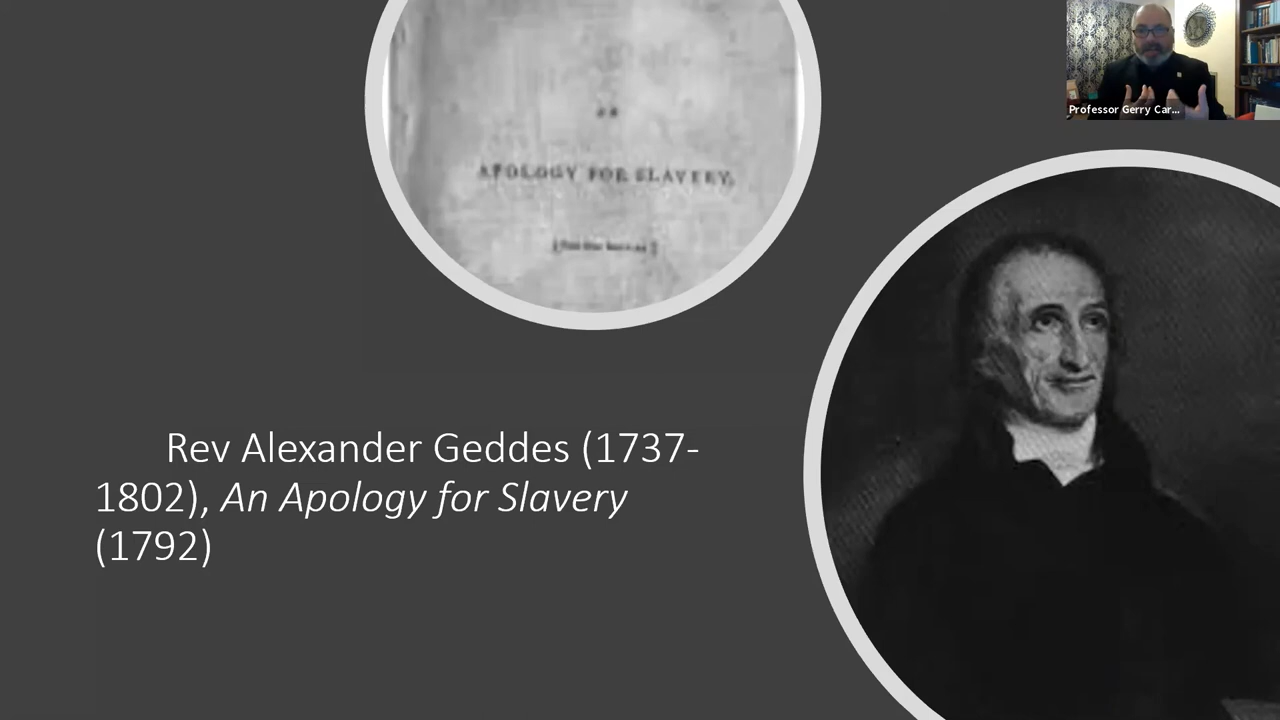 APOLOGY FOR SLAVERY,
Professor Gerry Car...
Rev Alexander Geddes (1737-
1802), An Apology for Slavery
(1792)